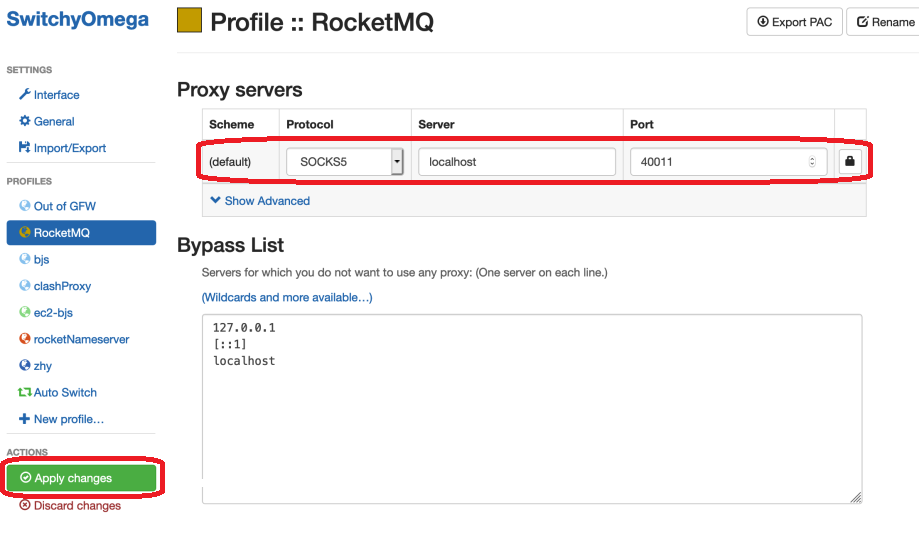 SwitchyOmega
Profile :: RocketMQ
Export PAC
Rename
SETTINGS
Interface
General
Import/Export
PROFILES
Out of GFW
RocketMQ
bjs
clashProxy
ec2-bjs
rocketNameserver
zhy
Auto Switch
New profile…
ACTIONS
Apply changes
Discard changes
Proxy servers
Scheme Protocol Server Port
(default) SOCKS5 localhost 40011
Show Advanced
Bypass List
Servers for which you do not want to use any proxy: (One server on each line.)
(Wildcards and more available…)
127.0.0.1
[::1]
localhost